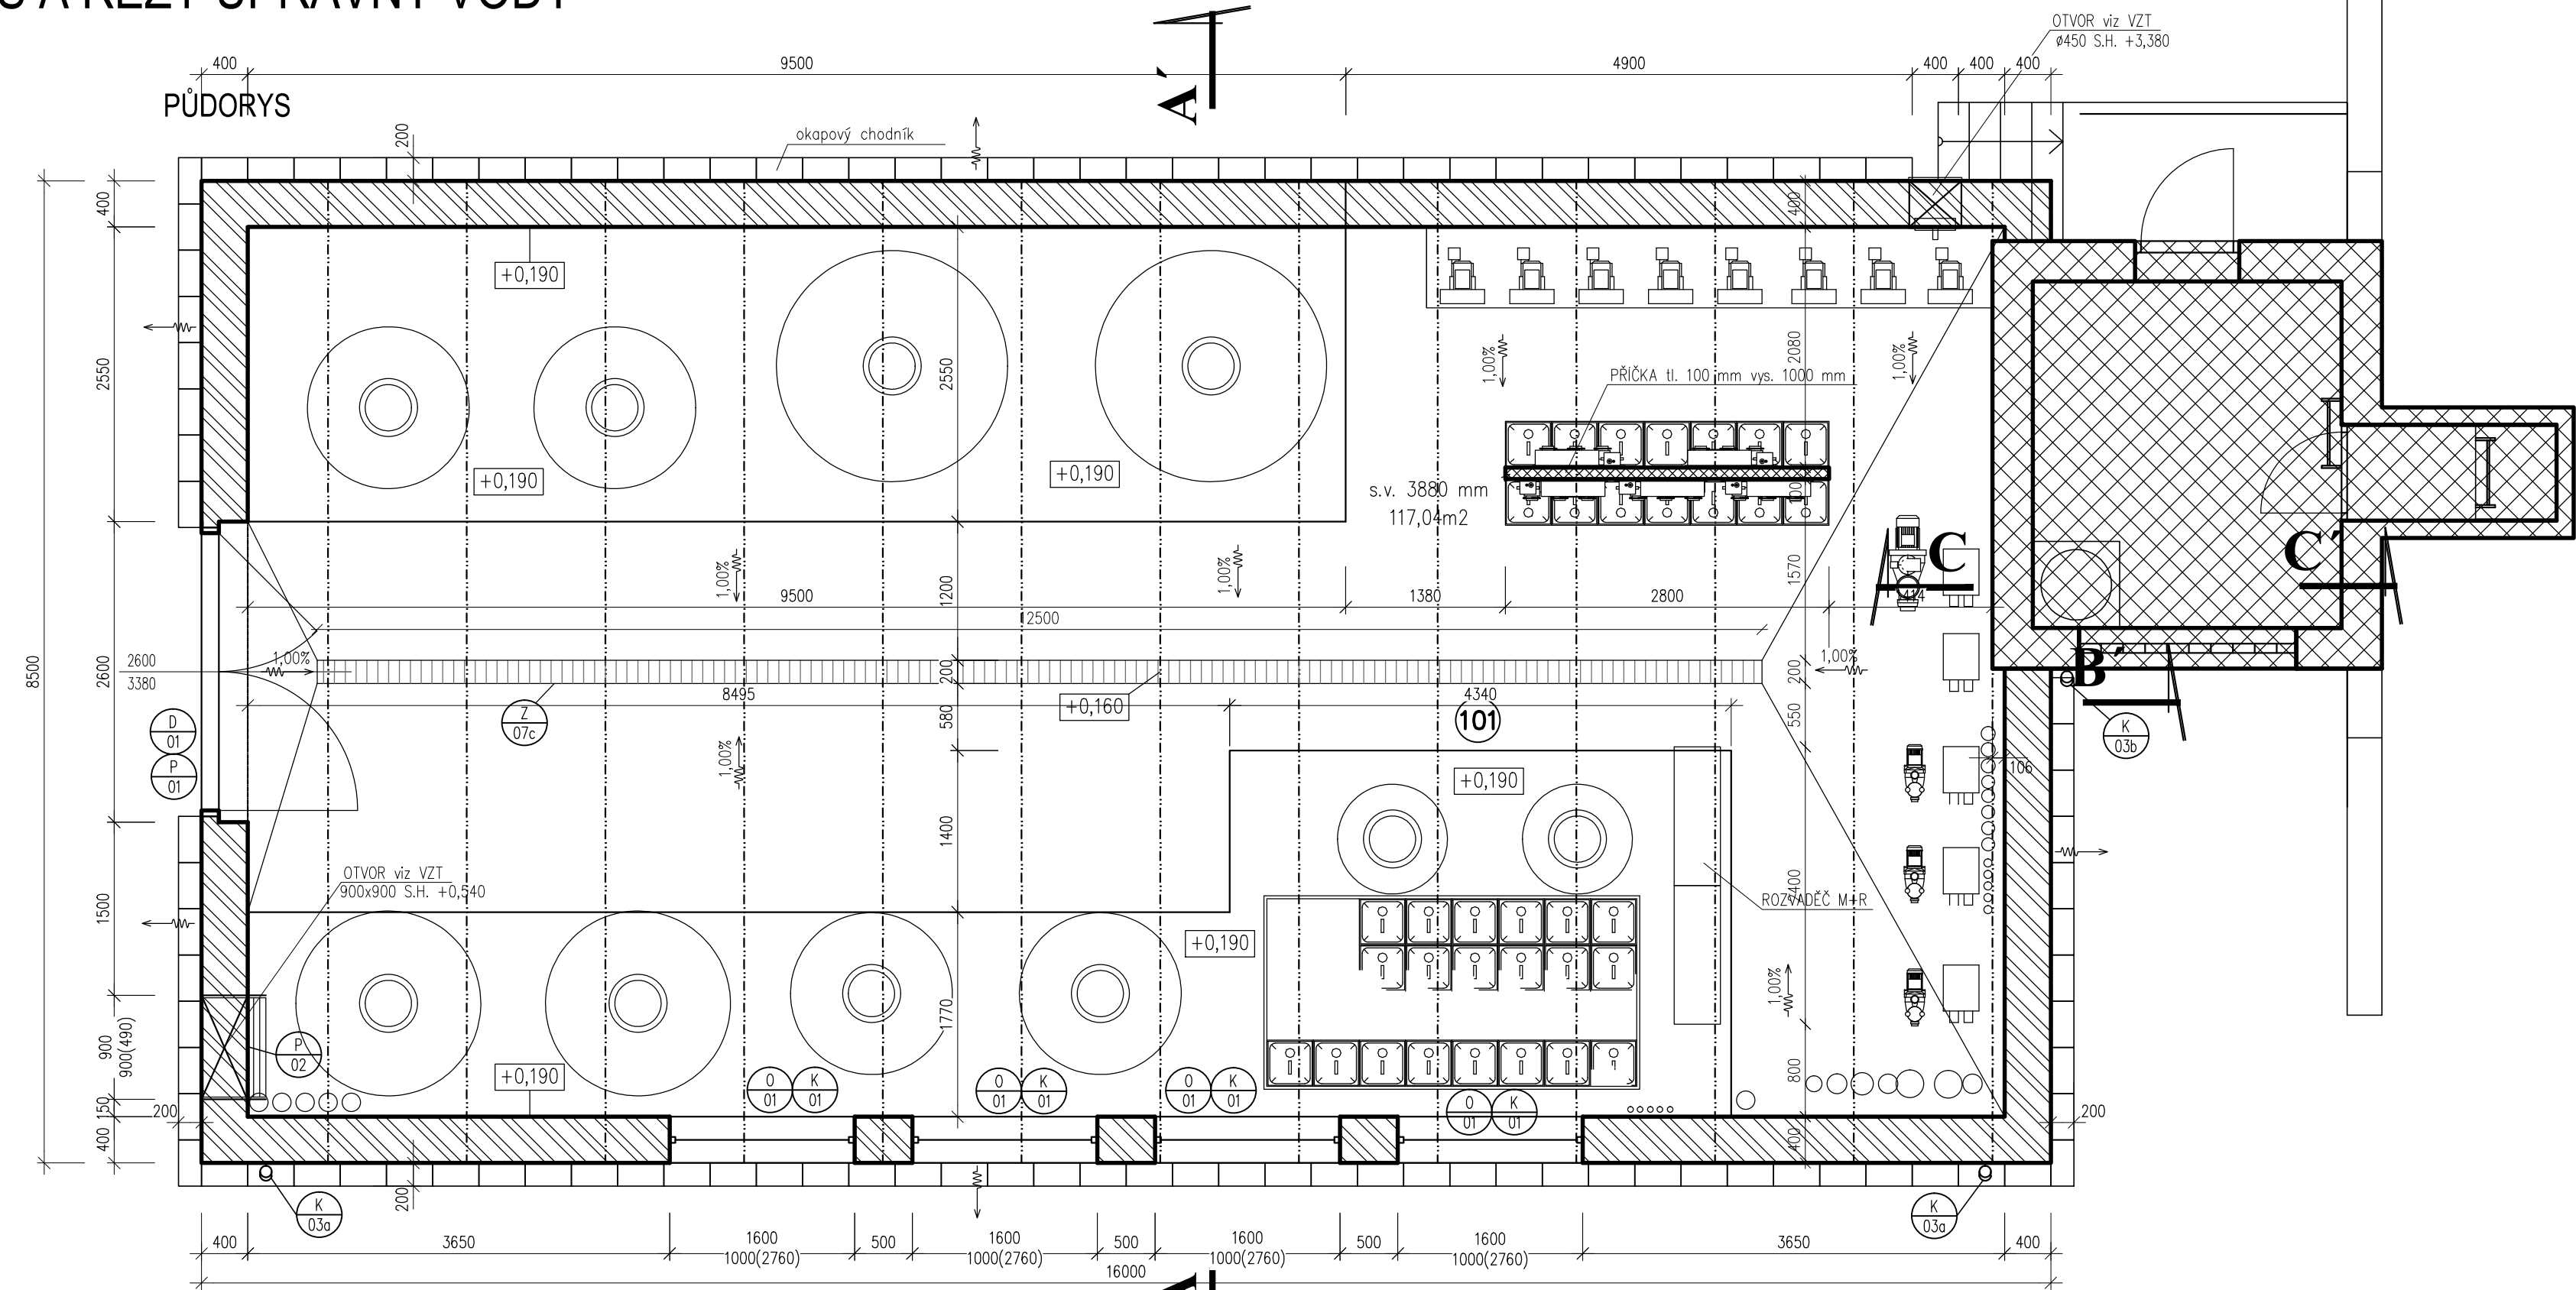 OTVOR viz VZT
ø450 S.H. +3,380
400
9500
4900
400
400
400
A´
PŮDORYS
200
okapový chodník
8500
400
2550
2600
1500
900
900(490)
150
400
200
+0,190
2550
400
2080
1,00%
1,00%
PŘÍČKA tl. 100 mm vys. 1000 mm
+0,190
+0,190
s.v. 3880 mm
117,04m2
1,00%
1,00%
1200
1570
C
C´
9500
1380
2800
12500
2600
3380
1,00%
200
200
1,00%
8495
4340
B´
Z
07c
+0,160
101
580
550
D
01
P
01
K
03b
1,00%
+0,190
106
1400
OTVOR viz VZT
900x900 S.H. +0,540
ROZVADĚČ M+R
+0,190
1770
1,00%
P
02
800
+0,190
O
01
K
01
O
01
K
01
O
01
K
01
O
01
K
01
200
400
200
K
03a
K
03a
400
3650
1600
1000(2760)
500
1600
1000(2760)
500
1600
1000(2760)
500
1600
1000(2760)
3650
400
16000